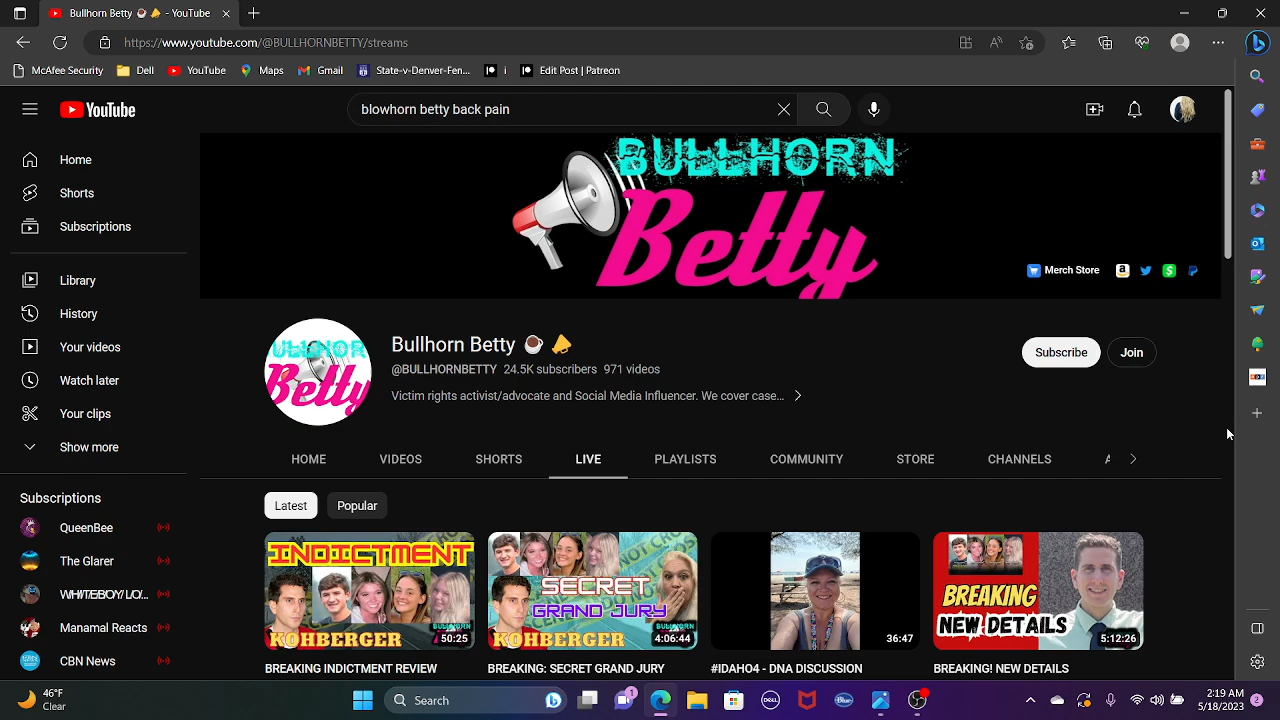 Bullhorn Betty - YouTube
https://www.youtube.com/@BULLHORNBETTY/streams
McAfee Security Dell YouTube Maps Gmail State-v-Denver-Fen... i Edit Post | Patreon
YouTube
blowhorn betty back pain
Home
Shorts
Subscriptions
Library
History
Your videos
Watch later
Your clips
Show more
Subscriptions
QueenBee
The Glarer
Manamal Reacts
CBN News
BULLHORN
Betty
Merch Store
Bullhorn Betty
@BULLHORNBETTY 24.5K subscribers 971 videos
Victim rights activist/advocate and Social Media Influencer. We cover case...
Subscribe Join
HOME VIDEOS SHORTS LIVE PLAYLISTS COMMUNITY STORE CHANNELS
Latest Popular
INDICTMENT
KOHBERGER
50:25
BREAKING INDICTMENT REVIEW
SECRET
GRAND JURY
KOHBERGER
4:06:44
BREAKING: SECRET GRAND JURY
36:47
#IDAHO4 - DNA DISCUSSION
BREAKING
NEW DETAILS
5:12:26
BREAKING! NEW DETAILS
46°F
Clear
Search
2:19 AM
5/18/2023